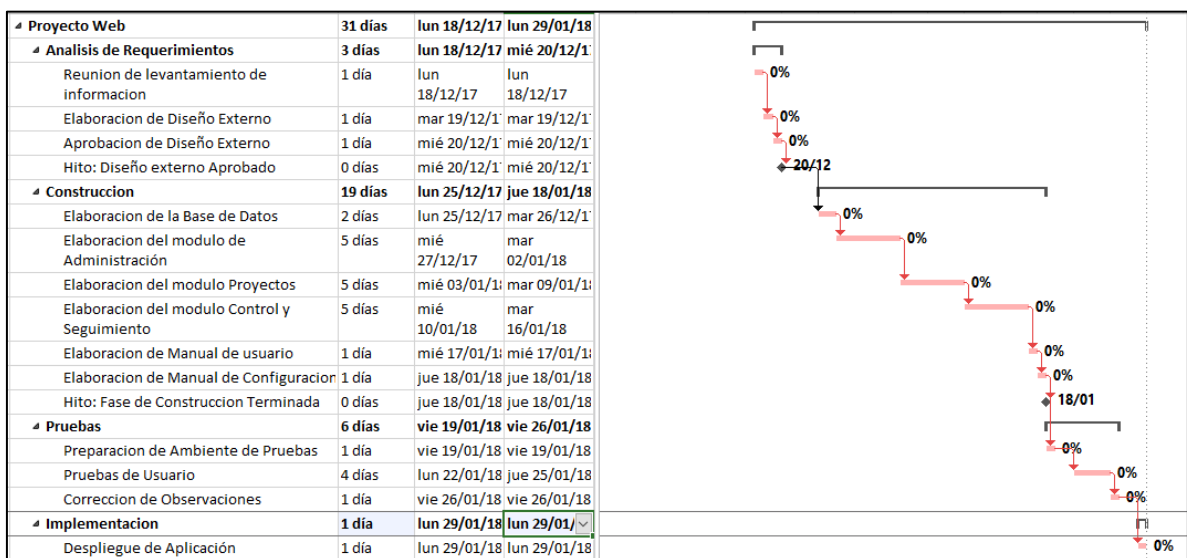 Proyecto Web 31 días lun 18/12/17 lun 29/01/18
Analisis de Requerimientos 3 días lun 18/12/17 mié 20/12/1
Reunion de levantamiento de 1 día lun lun 0%
informacion 18/12/17 18/12/17
Elaboracion de Diseño Externo 1 día mar 19/12/1 mar 19/12/1 0%
Aprobacion de Diseño Externo 1 día mié 20/12/1 mié 20/12/1 0%
Hito: Diseño externo Aprobado 0 días mié 20/12/1 mié 20/12/1 20/12
Construccion 19 días lun 25/12/17 jue 18/01/18
Elaboracion de la Base de Datos 2 días lun 25/12/17 mar 26/12/1 0%
Elaboracion del modulo de 5 días mié mar 0%
Administración 27/12/17 02/01/18
Elaboracion del modulo Proyectos 5 días mié 03/01/1 mar 09/01/1 0%
Elaboracion del modulo Control y 5 días mié mar 0%
Seguimiento 10/01/18 16/01/18
Elaboracion de Manual de usuario 1 día mié 17/01/1 mié 17/01/1 0%
Elaboracion de Manual de Configuracion 1 día jue 18/01/18 jue 18/01/18 0%
Hito: Fase de Construccion Terminada 0 días jue 18/01/18 jue 18/01/18 18/01
Pruebas 6 días vie 19/01/18 vie 26/01/18
Preparacion de Ambiente de Pruebas 1 día vie 19/01/18 vie 19/01/18 0%
Pruebas de Usuario 4 días lun 22/01/18 jue 25/01/18 0%
Correccion de Observaciones 1 día vie 26/01/18 vie 26/01/18 0%
Implementacion 1 día lun 29/01/18 lun 29/01/
Despliegue de Aplicación 1 día lun 29/01/18 lun 29/01/18 0%